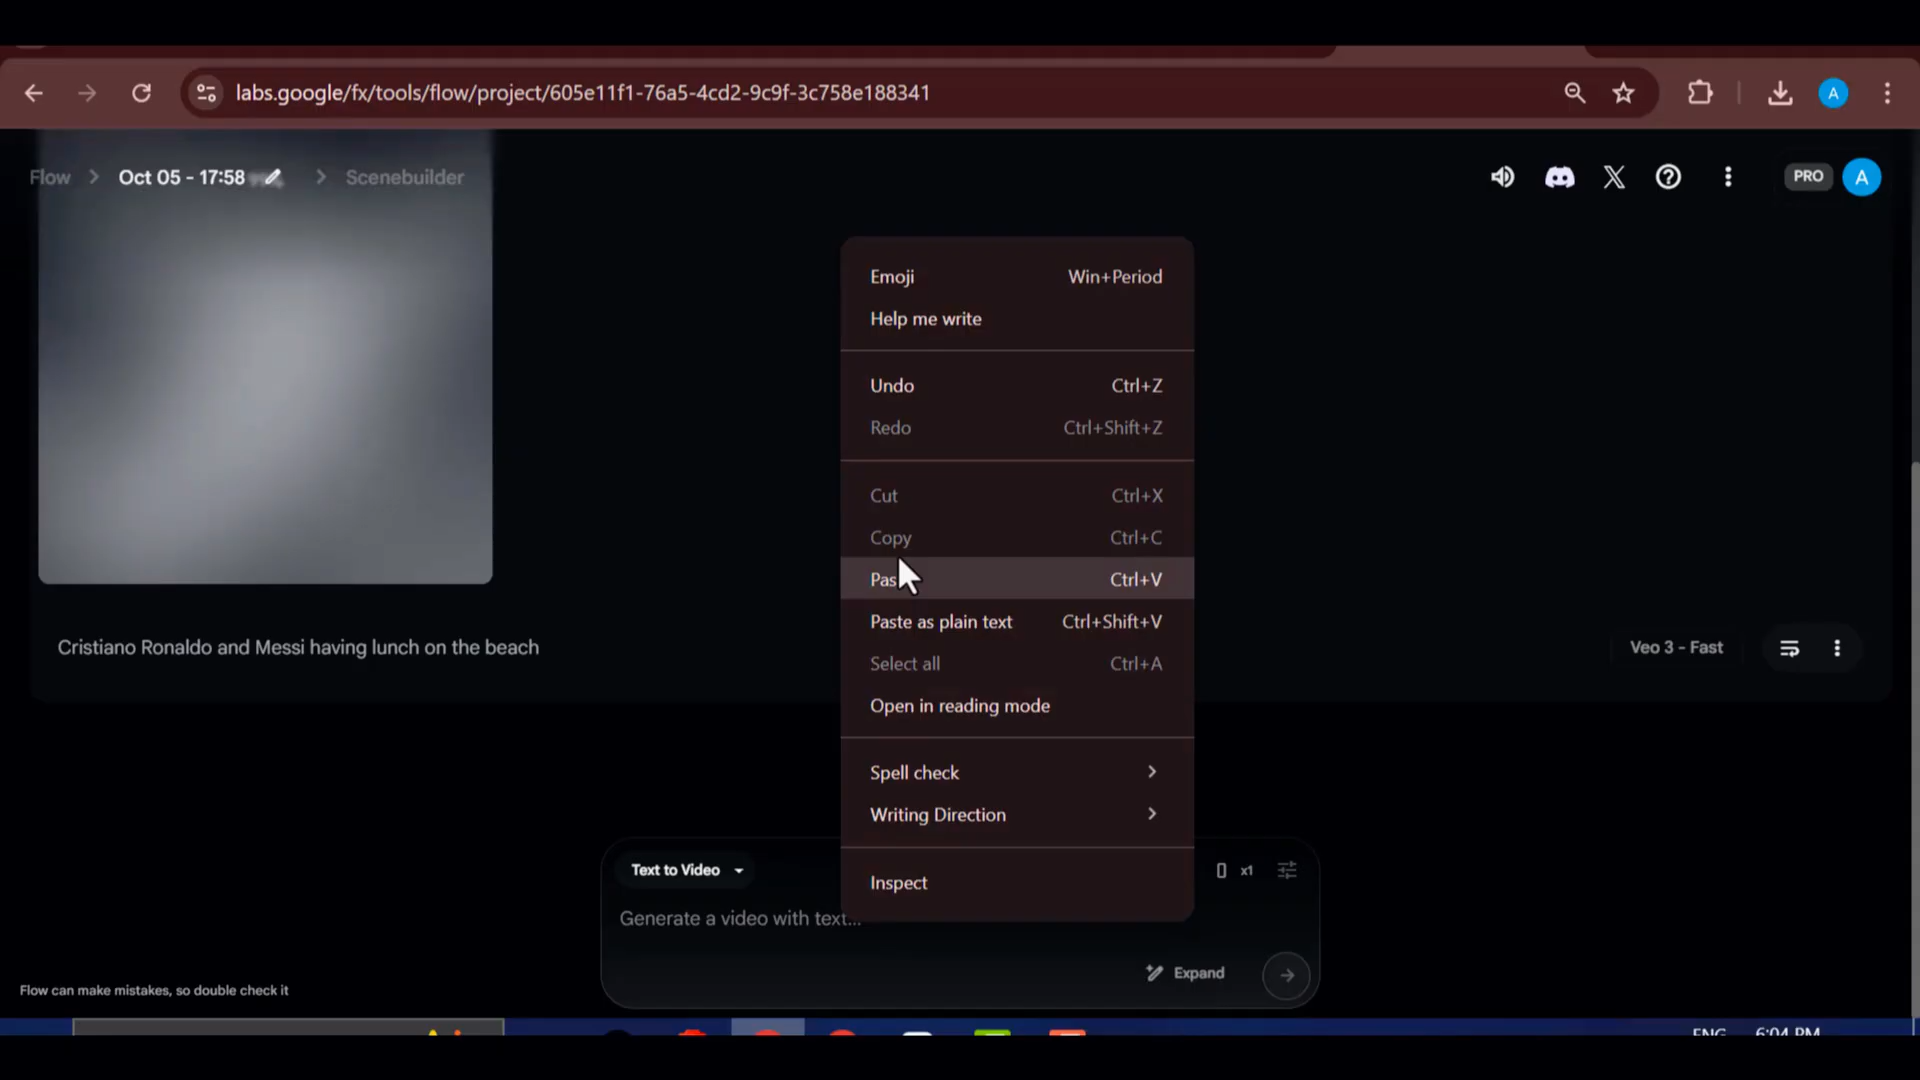 labs.google/fx/tools/flow/project/605e11f1-76a5-4cd2-9c9f-3c758e188341
A
Flow > Oct 05 - 17:58 > Scenebuilder
PRO A
Emoji Win+Period
Help me write
Undo Ctrl+Z
Redo Ctrl+Shift+Z
Cut Ctrl+X
Copy Ctrl+C
Pas Ctrl+V
Paste as plain text Ctrl+Shift+V
Select all Ctrl+A
Open in reading mode
Spell check
Writing Direction
Inspect
Cristiano Ronaldo and Messi having lunch on the beach
Veo 3 - Fast
Text to Video
x1
Generate a video with text...
Expand
Flow can make mistakes, so double check it
ENG 6:04 PM